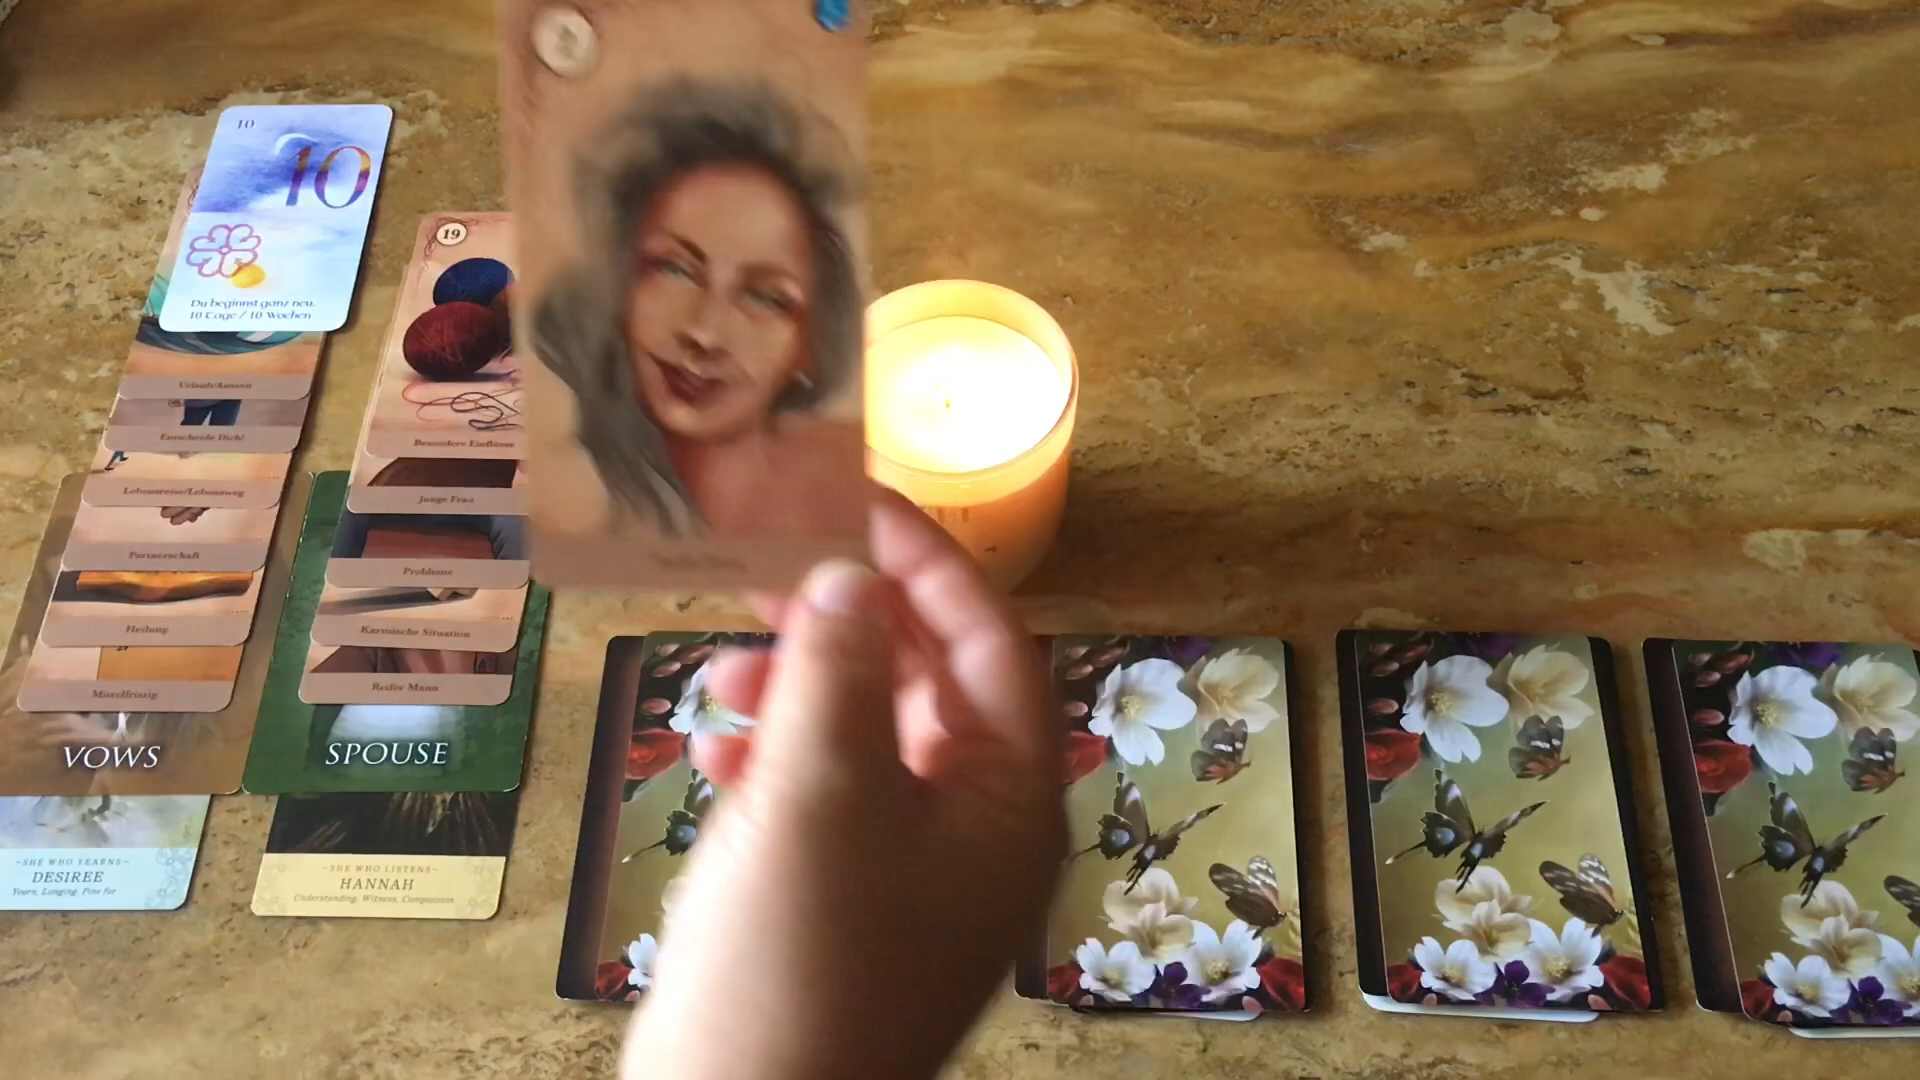 10
10
Du beginnst ganz neu.
10 Tage / 10 Wochen
Urlaub/Auszeit
Entscheide Dich!
Lebensreise/Lebensweg
Partnerschaft
Heilung
Mittelfristig
VOWS
~SHE WHO YEARNS~
DESIREE
Yearn, Longing, Pine for
19
Besondere Einflüsse
Junge Frau
Probleme
Karmische Situation
Reifer Mann
SPOUSE
~SHE WHO LISTENS~
HANNAH
Understanding, Witness, Compassion